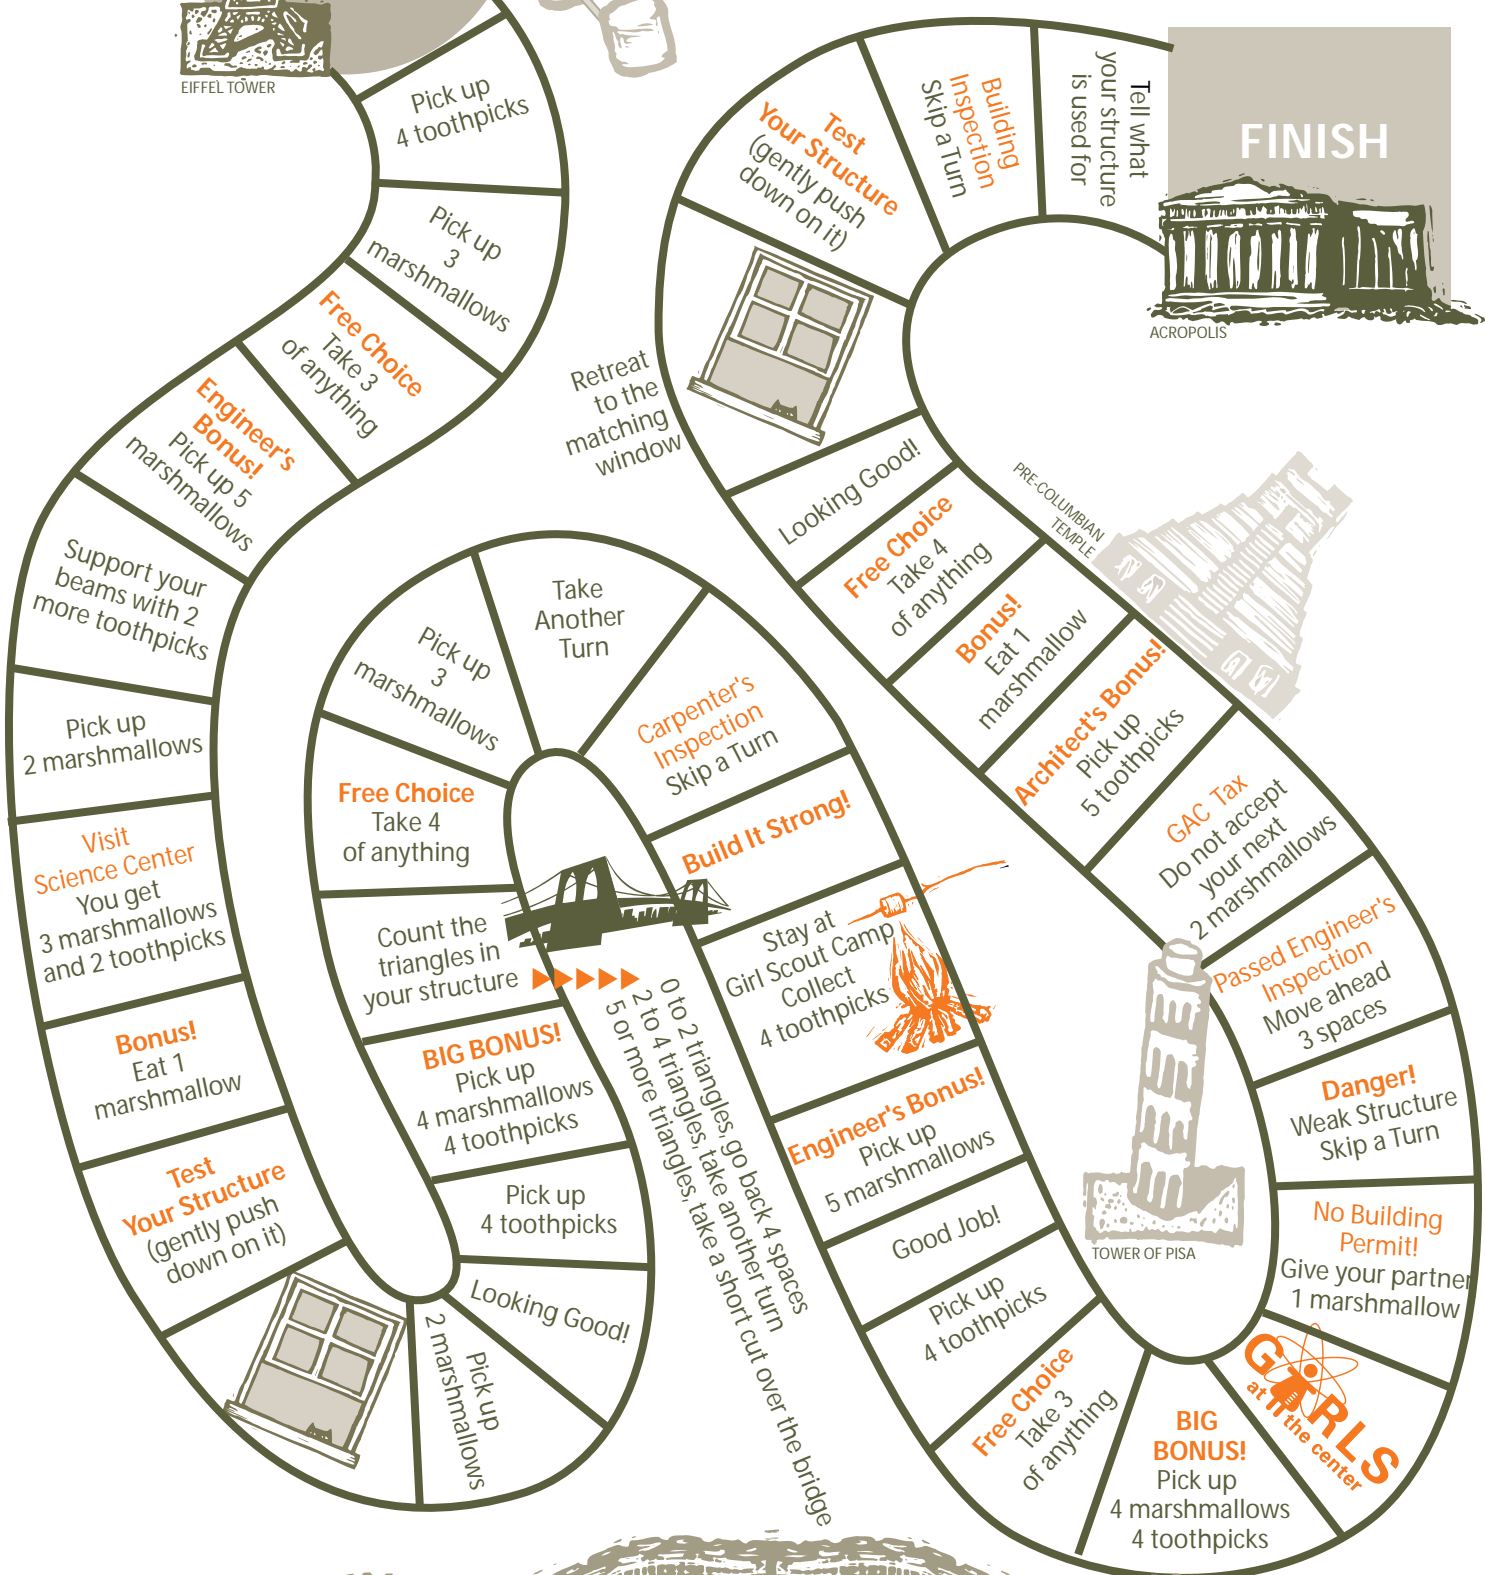 EIFFEL TOWER
Pick up
4 toothpicks
Pick up
3
marshmallows
Free Choice
Take 3
of anything
Engineer's
Bonus!
Pick up 5
marshmallows
Support your
beams with 2
more toothpicks
Pick up
2 marshmallows
Visit
Science Center
You get
3 marshmallows
and 2 toothpicks
Bonus!
Eat 1
marshmallow
Test
Your Structure
(gently push
down on it)
Pick up
2 marshmallows
Looking Good!
Pick up
4 toothpicks
BIG BONUS!
Pick up
4 marshmallows
4 toothpicks
Count the
triangles in
your structure
0 to 2 triangles, go back 4 spaces
2 to 4 triangles, take another turn
5 or more triangles, take a short cut over the bridge
Free Choice
Take 4
of anything
Pick up
3
marshmallows
Take
Another
Turn
Carpenter's
Inspection
Skip a Turn
Build It Strong!
Stay at
Girl Scout Camp
Collect
4 toothpicks
Engineer's Bonus!
Pick up
5 marshmallows
Good Job!
Pick up
4 toothpicks
Free Choice
Take 3
of anything
BIG
BONUS!
Pick up
4 marshmallows
4 toothpicks
GIRLS
at the center
No Building
Permit!
Give your partner
1 marshmallow
Danger!
Weak Structure
Skip a Turn
Passed Engineer's
Inspection
Move ahead
3 spaces
TOWER OF PISA
GAC Tax
Do not accept
your next
2 marshmallows
Architect's Bonus!
Pick up
5 toothpicks
Bonus!
Eat 1
marshmallow
PRE-COLUMBIAN
TEMPLE
Free Choice
Take 4
of anything
Looking Good!
Retreat
to the
matching
window
Test
Your Structure
(gently push
down on it)
Building
Inspection
Skip a Turn
Tell what
your structure
is used for
FINISH
ACROPOLIS